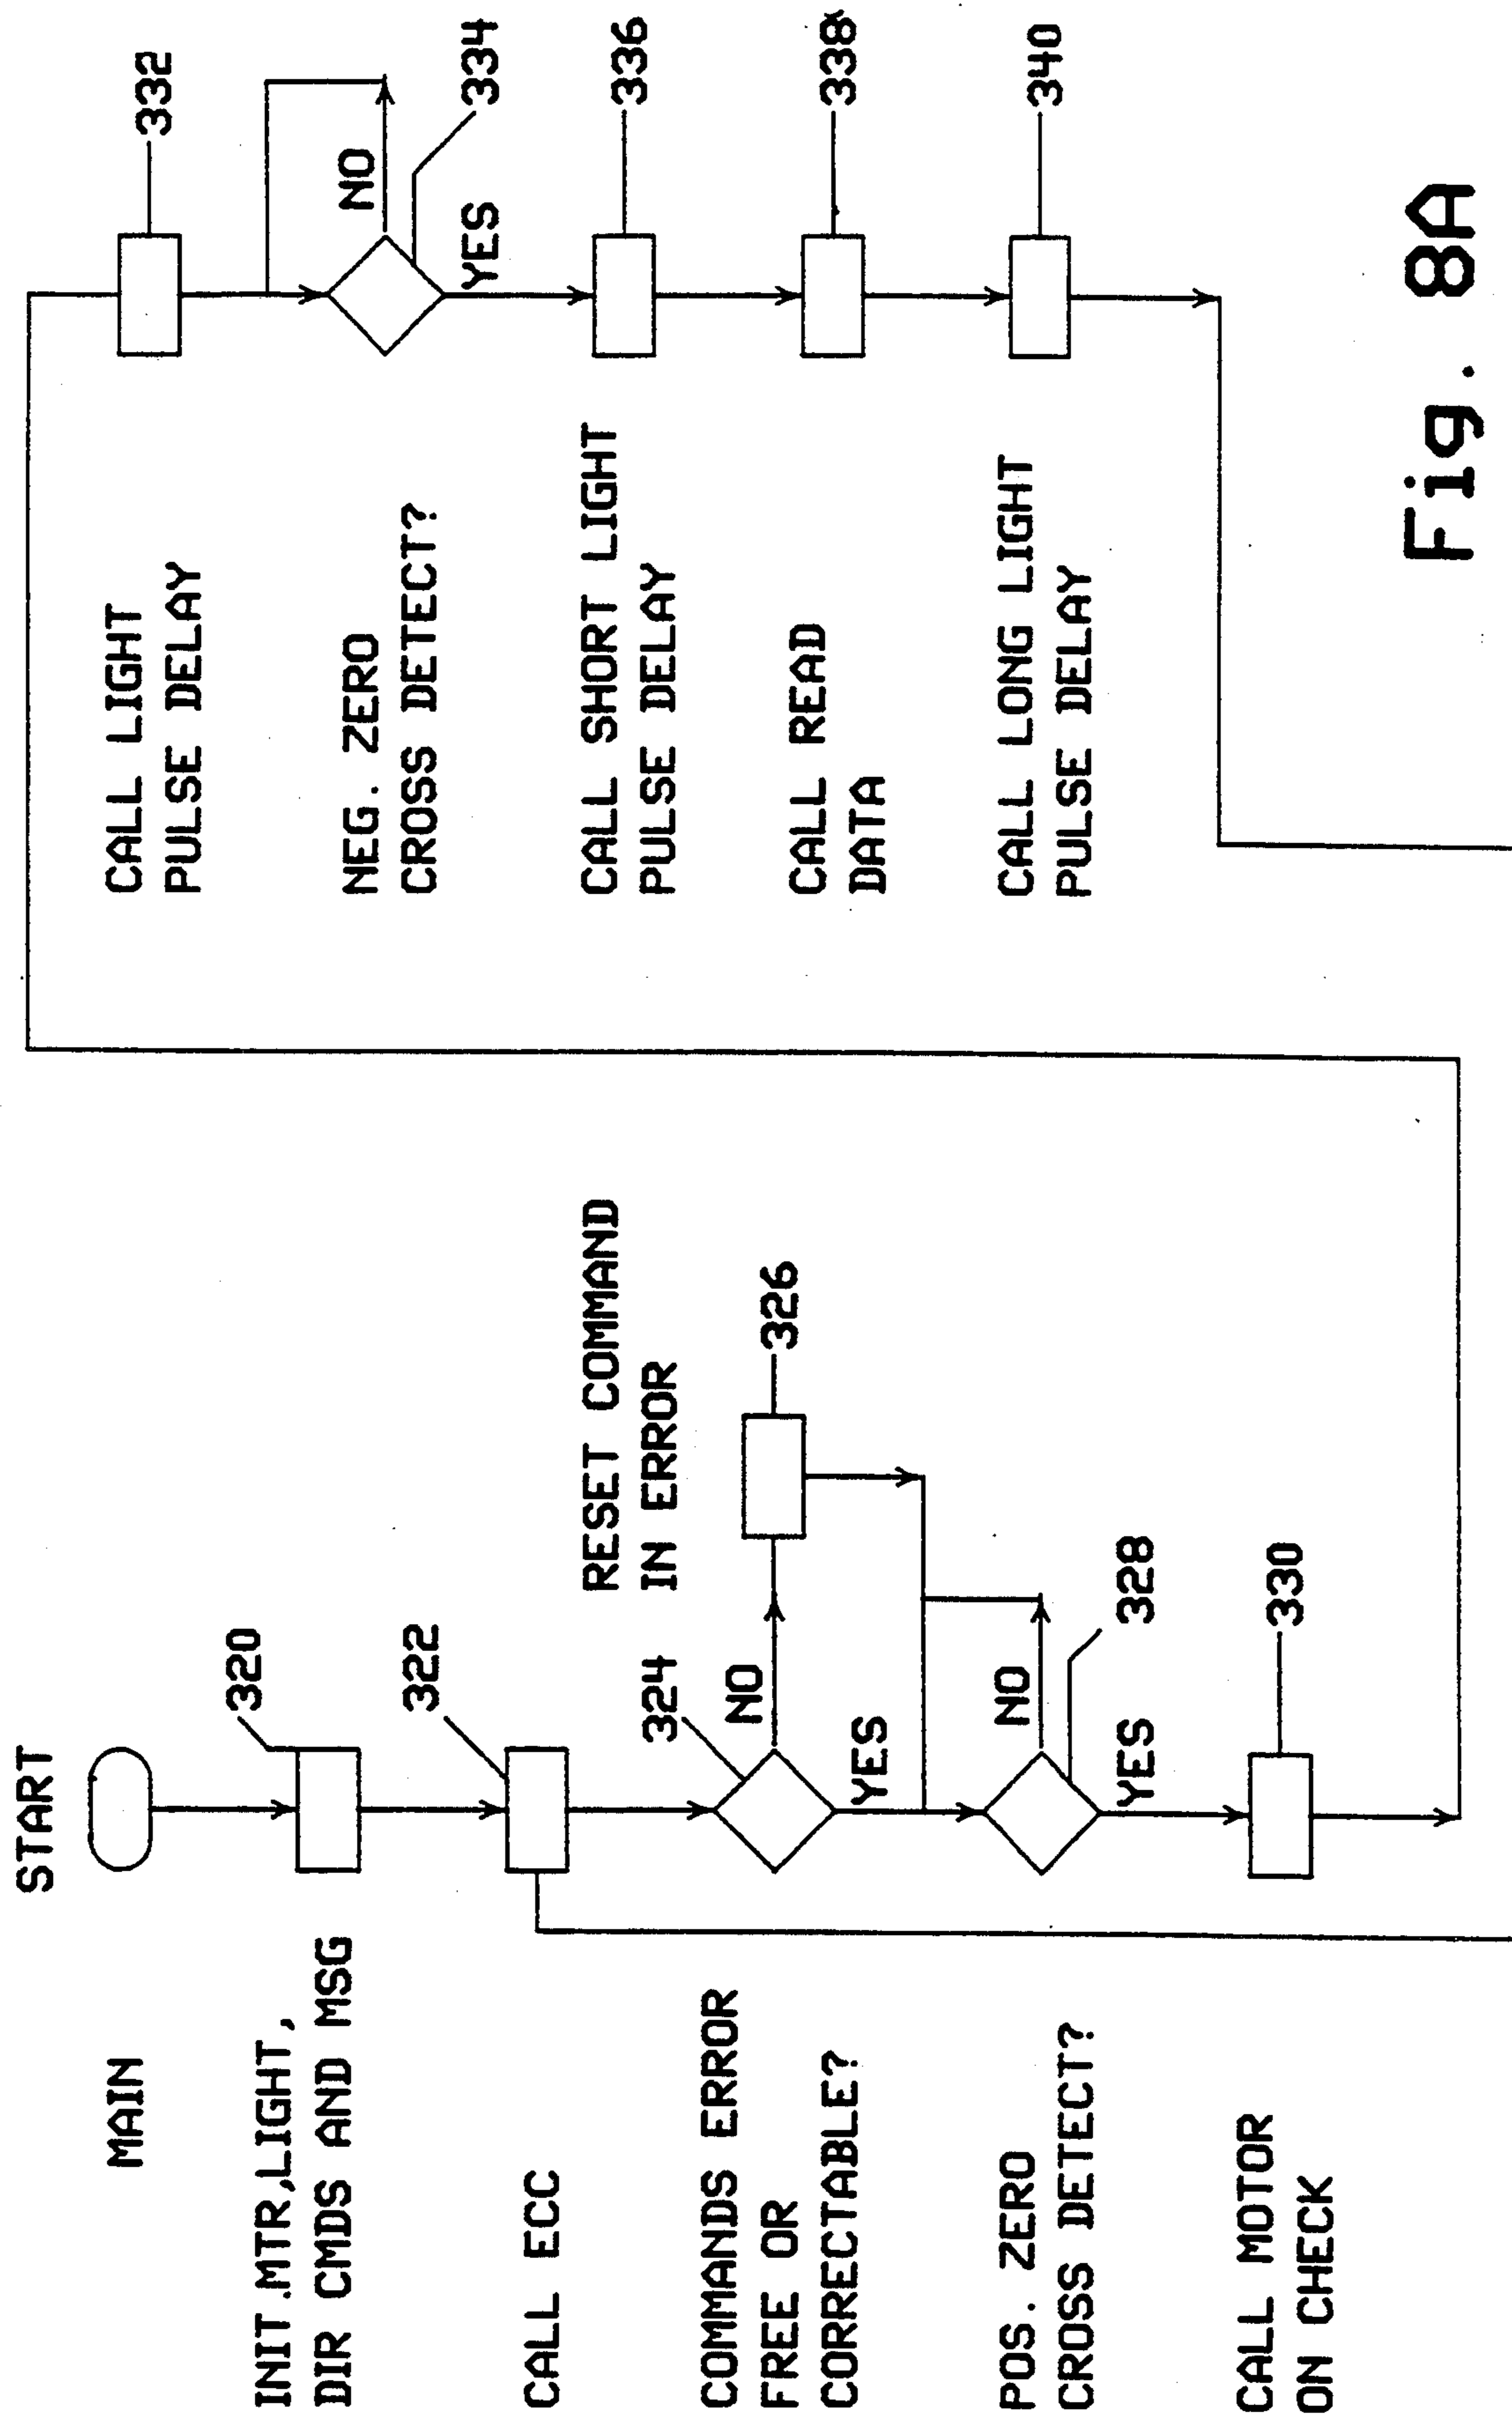 START
MAIN
320
INIT.MTR,LIGHT,
DIR CMDS AND MSG
322
CALL ECC
324
COMMANDS ERROR
FREE OR
CORRECTABLE?
NO
YES
RESET COMMAND
IN ERROR
326
POS. ZERO
CROSS DETECT?
NO
328
YES
CALL MOTOR
ON CHECK
330
CALL LIGHT
PULSE DELAY
332
NEG. ZERO
CROSS DETECT?
NO
334
YES
CALL SHORT LIGHT
PULSE DELAY
336
CALL READ
DATA
338
CALL LONG LIGHT
PULSE DELAY
340
Fig. 8A